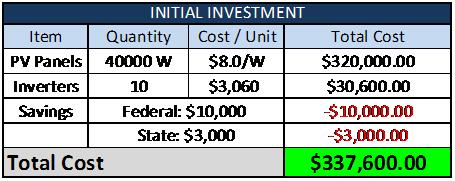 INITIAL INVESTMENT
Item Quantity Cost / Unit Total Cost
PV Panels 40000 W $8.0/W $320,000.00
Inverters 10 $3,060 $30,600.00
Savings Federal: $10,000 -$10,000.00
State: $3,000 -$3,000.00
Total Cost $337,600.00